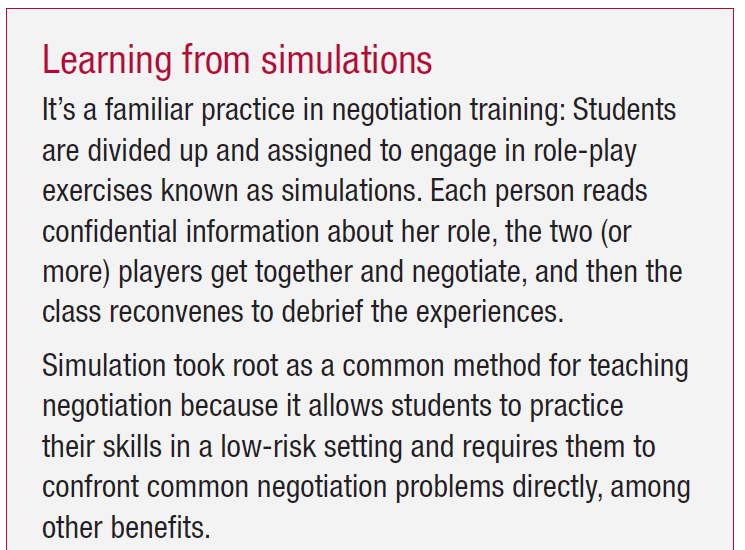 Learning from simulations
It's a familiar practice in negotiation training: Students
are divided up and assigned to engage in role-play
exercises known as simulations. Each person reads
confidential information about her role, the two (or
more) players get together and negotiate, and then the
class reconvenes to debrief the experiences.
Simulation took root as a common method for teaching
negotiation because it allows students to practice
their skills in a low-risk setting and requires them to
confront common negotiation problems directly, among
other benefits.